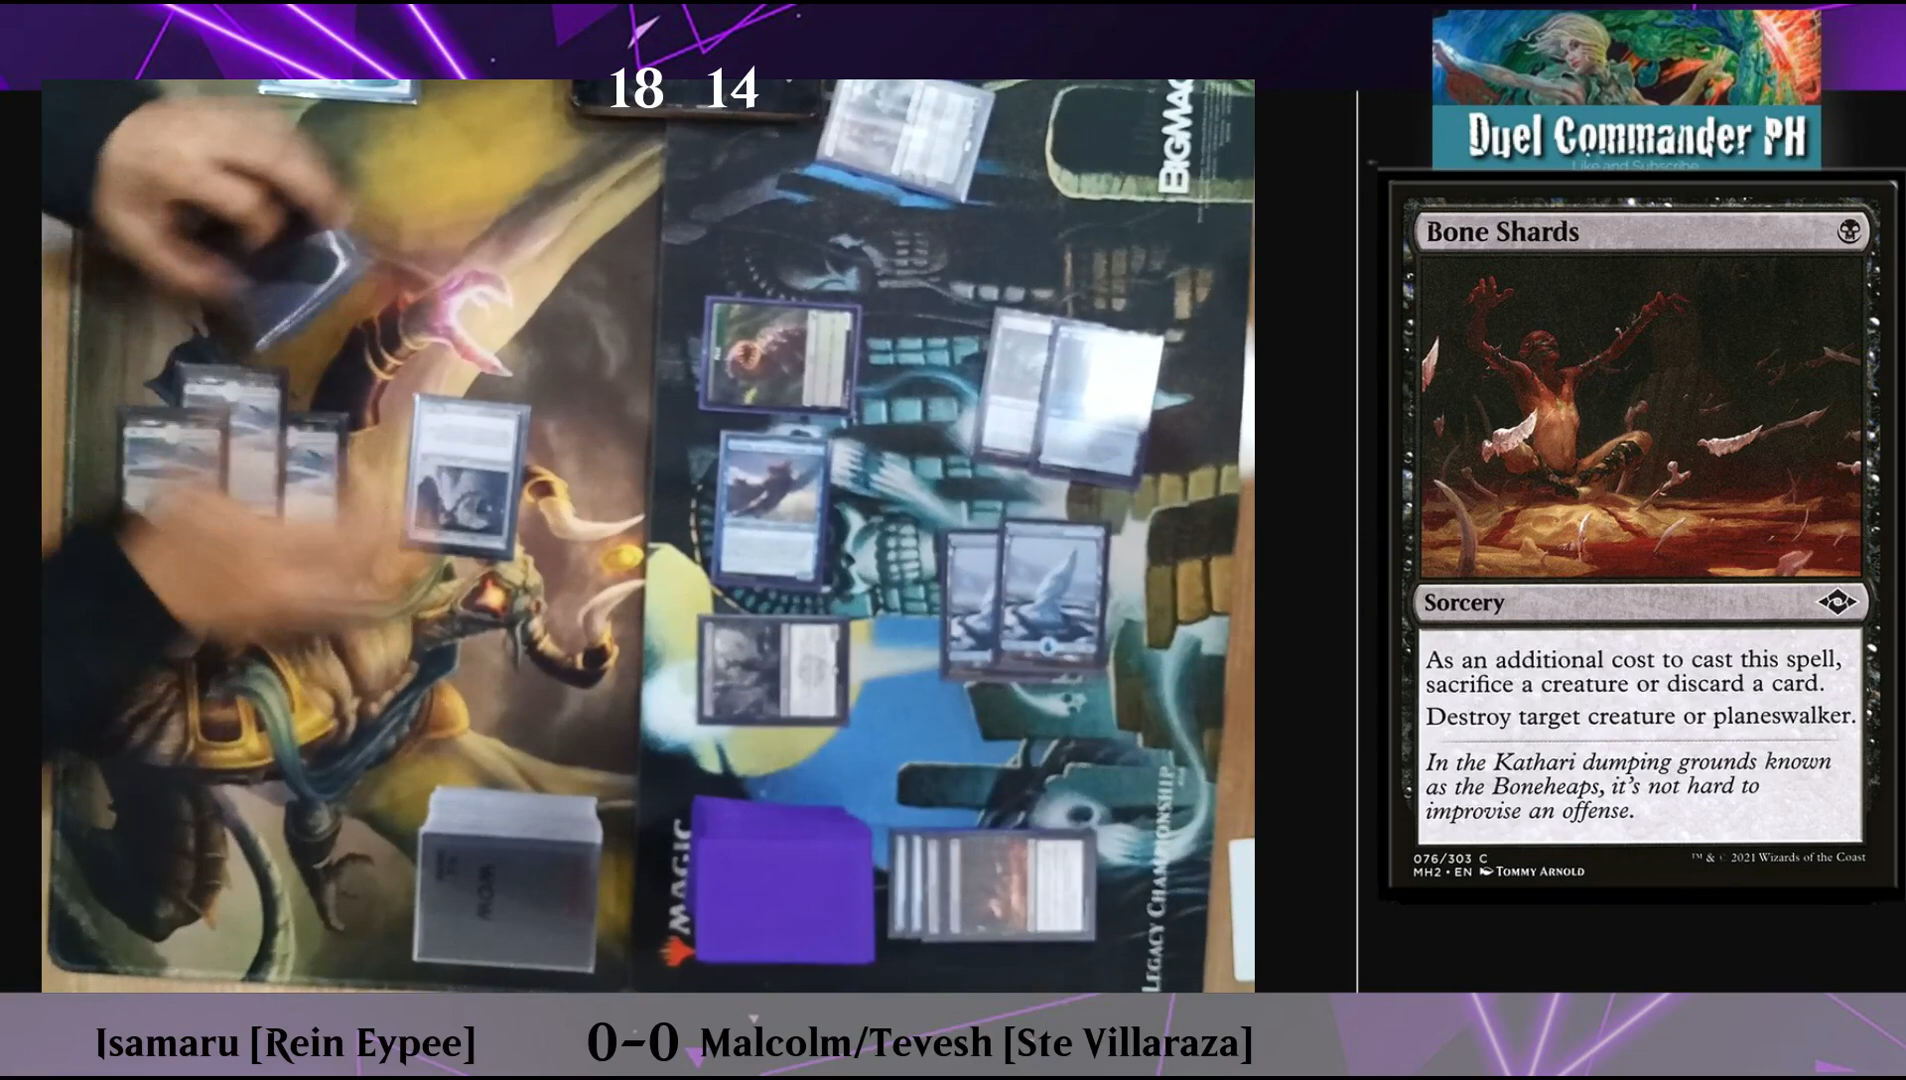 18 14
BIGMAG
Duel Commander PH
Like and Subscribe
Bone Shards
Sorcery
As an additional cost to cast this spell,
sacrifice a creature or discard a card.
Destroy target creature or planeswalker.
In the Kathari dumping grounds known
as the Boneheaps, it's not hard to
improvise an offense.
076/303 C
MH2 • EN TOMMY ARNOLD
™ & © 2021 Wizards of the Coast
WOW
MAGIC
LEGACY CHAMPIONSHIP
Isamaru [Rein Eypee] 0-0 Malcolm/Tevesh [Ste Villaraza]